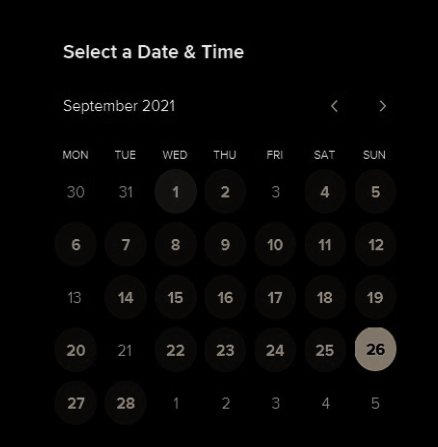 Select a Date & Time
September 2021
MON TUE WED THU FRI SAT SUN
30 31 1 2 3 4 5
6 7 8 9 10 11 12
13 14 15 16 17 18 19
20 21 22 23 24 25 26
27 28 1 2 3 4 5